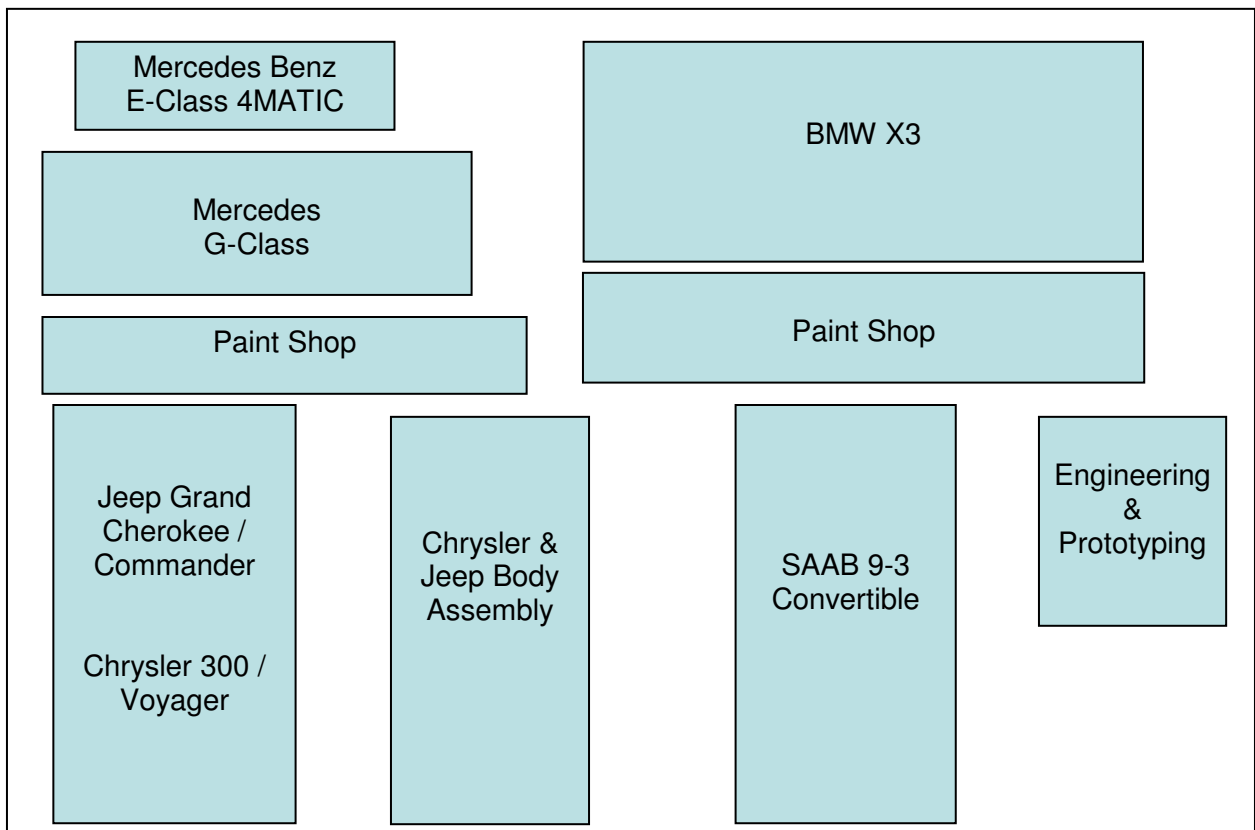 Mercedes Benz
E-Class 4MATIC
BMW X3
Mercedes
G-Class
Paint Shop
Paint Shop
Jeep Grand
Cherokee /
Commander
Chrysler 300 /
Voyager
Chrysler &
Jeep Body
Assembly
SAAB 9-3
Convertible
Engineering
&
Prototyping